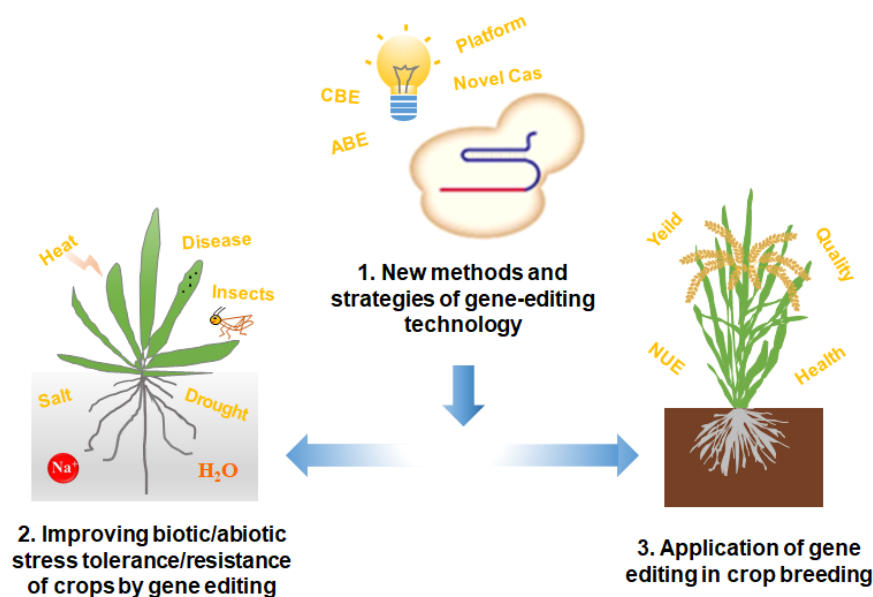 Platform
CBE
Novel Cas
ABE
1. New methods and
strategies of gene-editing
technology
Heat
Disease
Insects
Salt
Drought
Na⁺
H₂O
2. Improving biotic/abiotic
stress tolerance/resistance
of crops by gene editing
Yeild
Quality
NUE
Health
3. Application of gene
editing in crop breeding